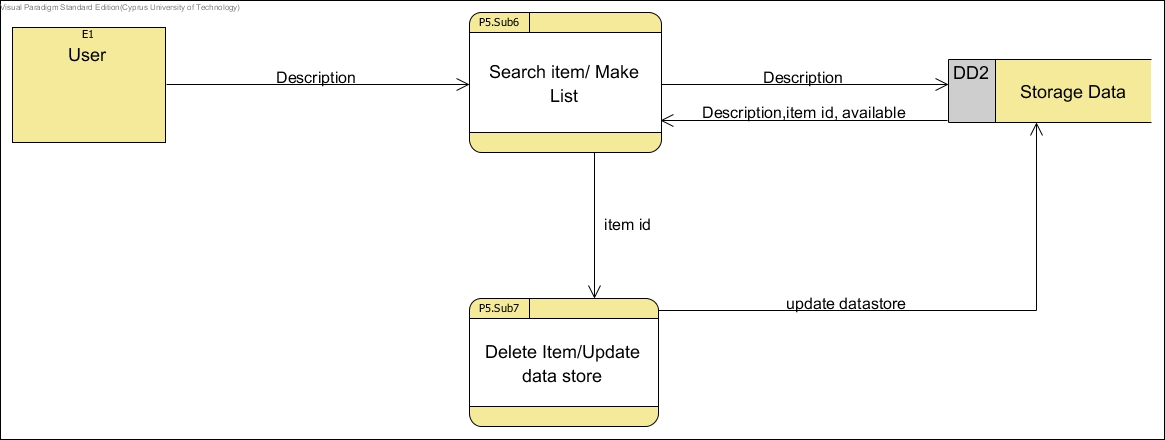 Visual Paradigm Standard Edition(Cyprus University of Technology)
E1
User
Description
P5.Sub6
Search item/ Make
List
Description
Description,item id, available
DD2
Storage Data
item id
P5.Sub7
Delete Item/Update
data store
update datastore